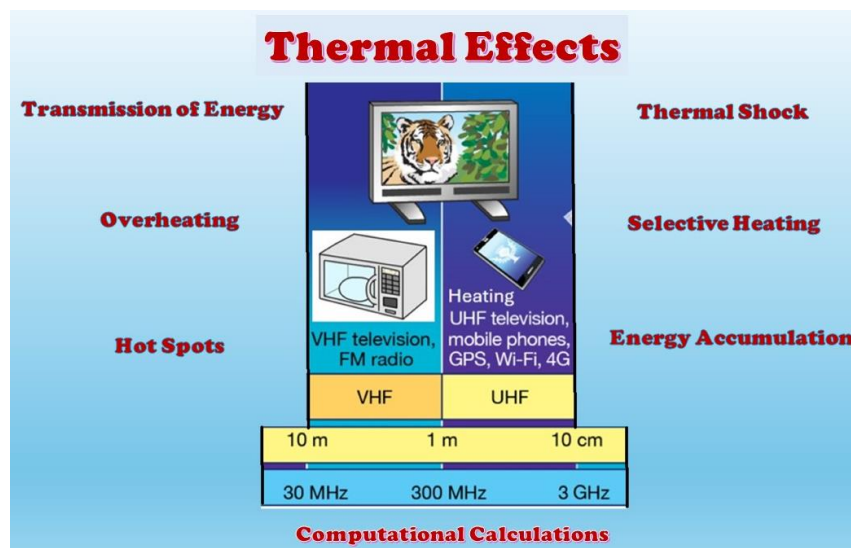 Thermal Effects
Transmission of Energy
Thermal Shock
Overheating
Selective Heating
Hot Spots
Energy Accumulation
VHF television,
FM radio
Heating
UHF television,
mobile phones,
GPS, Wi-Fi, 4G
VHF UHF
10 m 1 m 10 cm
30 MHz 300 MHz 3 GHz
Computational Calculations